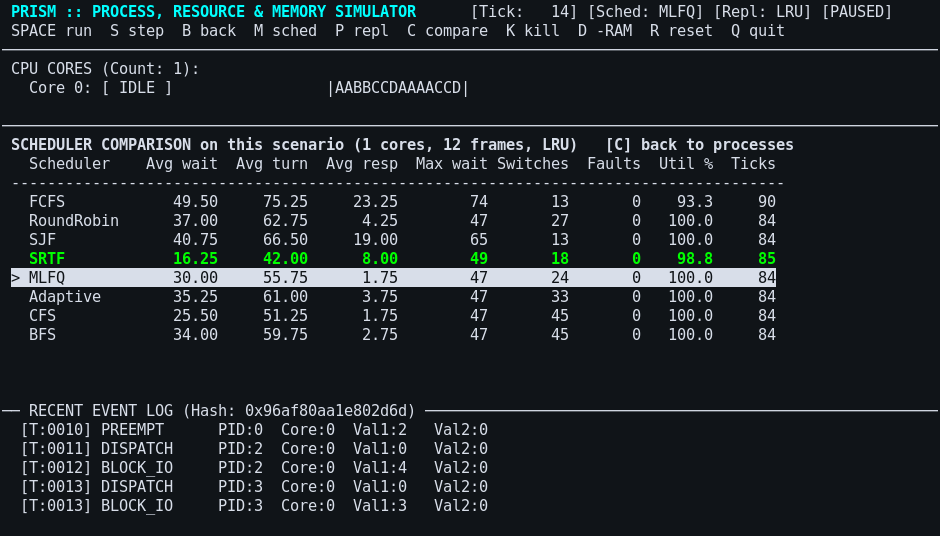 PRISM :: PROCESS, RESOURCE & MEMORY SIMULATOR      [Tick:   14] [Sched: MLFQ] [Repl: LRU] [PAUSED]
SPACE run  S step  B back  M sched  P repl  C compare  K kill  D -RAM  R reset  Q quit
CPU CORES (Count: 1):
  Core 0: [ IDLE ]                 |AABBCCDAAAACCD|
SCHEDULER COMPARISON on this scenario (1 cores, 12 frames, LRU)   [C] back to processes
  Scheduler    Avg wait  Avg turn  Avg resp  Max wait Switches  Faults  Util %  Ticks
--------------------------------------------------------------------------------------
  FCFS            49.50     75.25     23.25        74       13       0    93.3     90
  RoundRobin      37.00     62.75      4.25        47       27       0   100.0     84
  SJF             40.75     66.50     19.00        65       13       0   100.0     84
  SRTF            16.25     42.00      8.00        49       18       0    98.8     85
> MLFQ            30.00     55.75      1.75        47       24       0   100.0     84
  Adaptive        35.25     61.00      3.75        47       33       0   100.0     84
  CFS             25.50     51.25      1.75        47       45       0   100.0     84
  BFS             34.00     59.75      2.75        47       45       0   100.0     84
RECENT EVENT LOG (Hash: 0x96af80aa1e802d6d)
[T:0010] PREEMPT      PID:0  Core:0  Val1:2   Val2:0
[T:0011] DISPATCH     PID:2  Core:0  Val1:0   Val2:0
[T:0012] BLOCK_IO     PID:2  Core:0  Val1:4   Val2:0
[T:0013] DISPATCH     PID:3  Core:0  Val1:0   Val2:0
[T:0013] BLOCK_IO     PID:3  Core:0  Val1:3   Val2:0